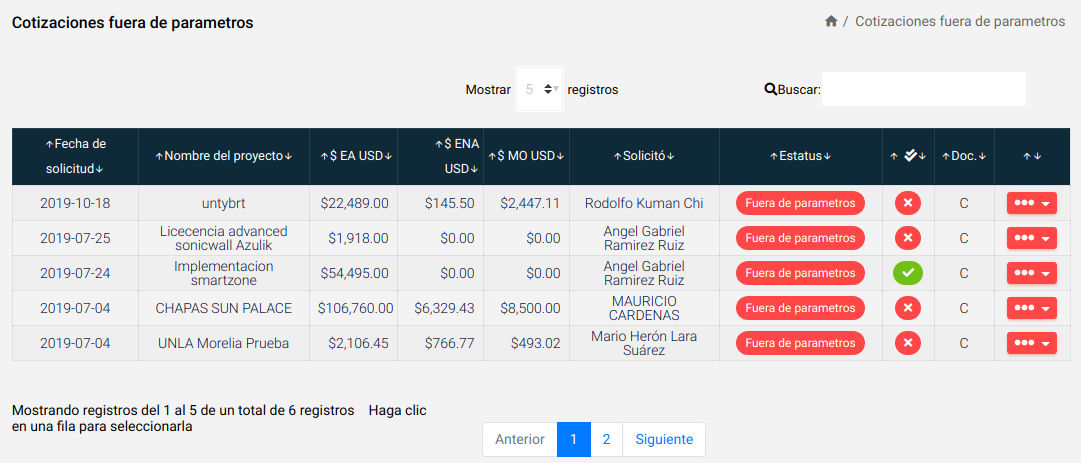 Cotizaciones fuera de parametros
/ Cotizaciones fuera de parametros
Mostrar 5 registros
Buscar:
↑Fecha de solicitud↓ ↑Nombre del proyecto↓ ↑$ EA USD↓ ↑$ ENA USD↓ ↑$ MO USD↓ ↑Solicitó↓ ↑Estatus↓ ↑ ↓ ↑Doc.↓ ↑↓
2019-10-18 untybrt $22,489.00 $145.50 $2,447.11 Rodolfo Kuman Chi Fuera de parametros C
2019-07-25 Licecencia advanced sonicwall Azulik $1,918.00 $0.00 $0.00 Angel Gabriel Ramirez Ruiz Fuera de parametros C
2019-07-24 Implementacion smartzone $54,495.00 $0.00 $0.00 Angel Gabriel Ramirez Ruiz Fuera de parametros C
2019-07-04 CHAPAS SUN PALACE $106,760.00 $6,329.43 $8,500.00 MAURICIO CARDENAS Fuera de parametros C
2019-07-04 UNLA Morelia Prueba $2,106.45 $766.77 $493.02 Mario Herón Lara Suárez Fuera de parametros C
Mostrando registros del 1 al 5 de un total de 6 registros Haga clic
en una fila para seleccionarla
Anterior 1 2 Siguiente